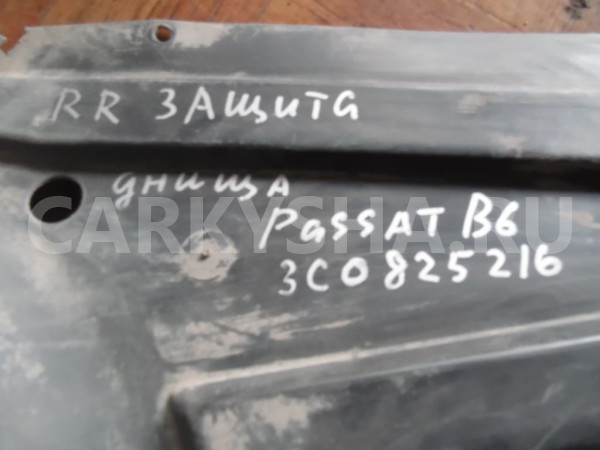 RR ЗАЩИТА
днища
PASSAT B6
3C0825216
CARKYSHA.RU